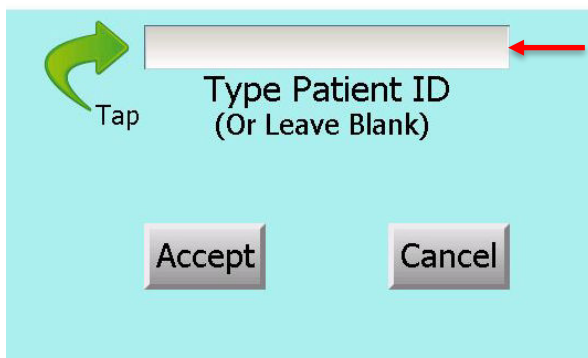 Type Patient ID
Tap
(Or Leave Blank)
Accept
Cancel